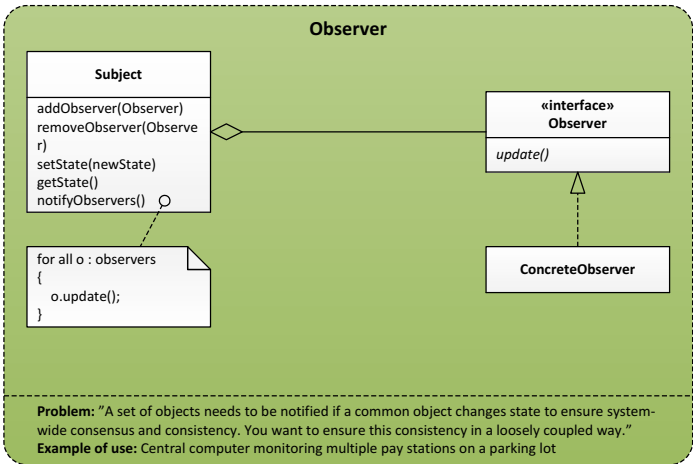 Observer
Subject
addObserver(Observer)
removeObserver(Observe
r)
setState(newState)
getState()
notifyObservers()
for all o : observers
{
o.update();
}
«interface»
Observer
update()
ConcreteObserver
Problem: ”A set of objects needs to be notified if a common object changes state to ensure system-
wide consensus and consistency. You want to ensure this consistency in a loosely coupled way.”
Example of use: Central computer monitoring multiple pay stations on a parking lot